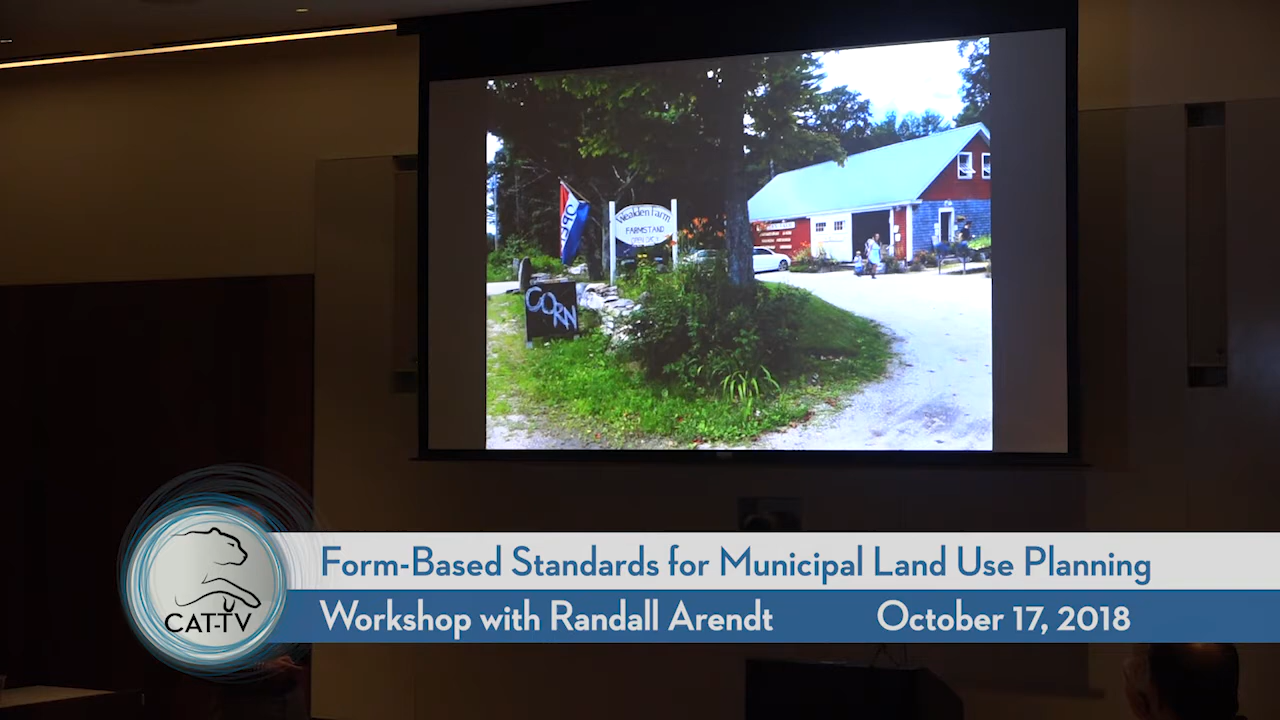 OPEN
Wealden Farm
FARMSTAND
CORN
Form-Based Standards for Municipal Land Use Planning
Workshop with Randall Arendt October 17, 2018
CAT-TV